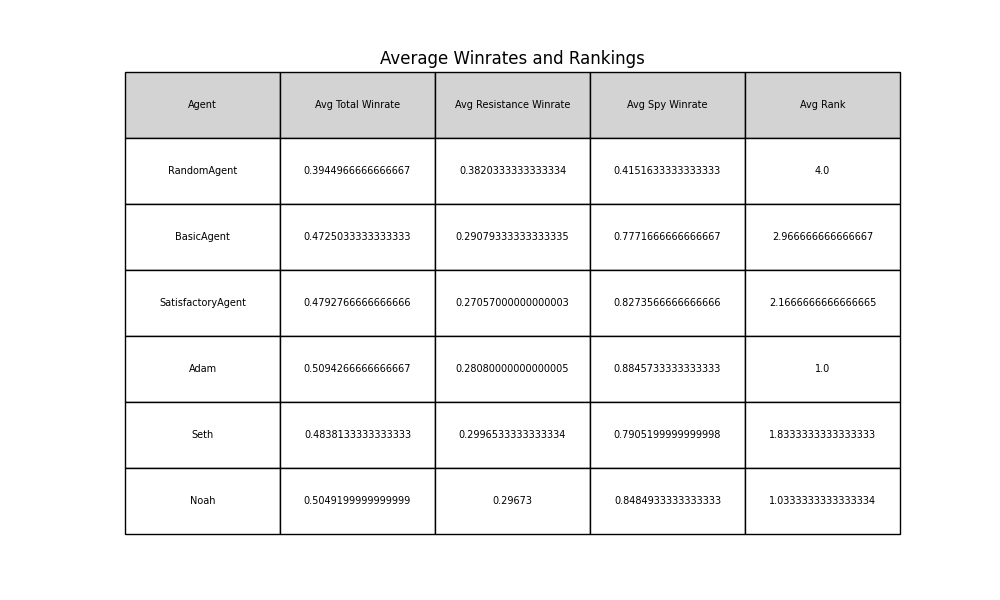 Average Winrates and Rankings
Agent Avg Total Winrate Avg Resistance Winrate Avg Spy Winrate Avg Rank
RandomAgent 0.3944966666666667 0.3820333333333334 0.4151633333333333 4.0
BasicAgent 0.4725033333333333 0.29079333333333335 0.7771666666666667 2.966666666666667
SatisfactoryAgent 0.4792766666666666 0.27057000000000003 0.8273566666666666 2.1666666666666665
Adam 0.5094266666666667 0.28080000000000005 0.8845733333333333 1.0
Seth 0.4838133333333333 0.2996533333333334 0.7905199999999998 1.8333333333333333
Noah 0.5049199999999999 0.29673 0.8484933333333333 1.0333333333333334